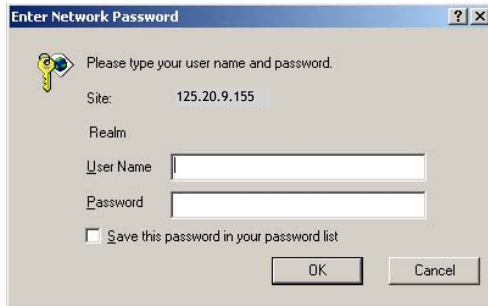 Enter Network Password
Please type your user name and password.
Site: 125.20.9.155
Realm
User Name
Password
Save this password in your password list
OK Cancel